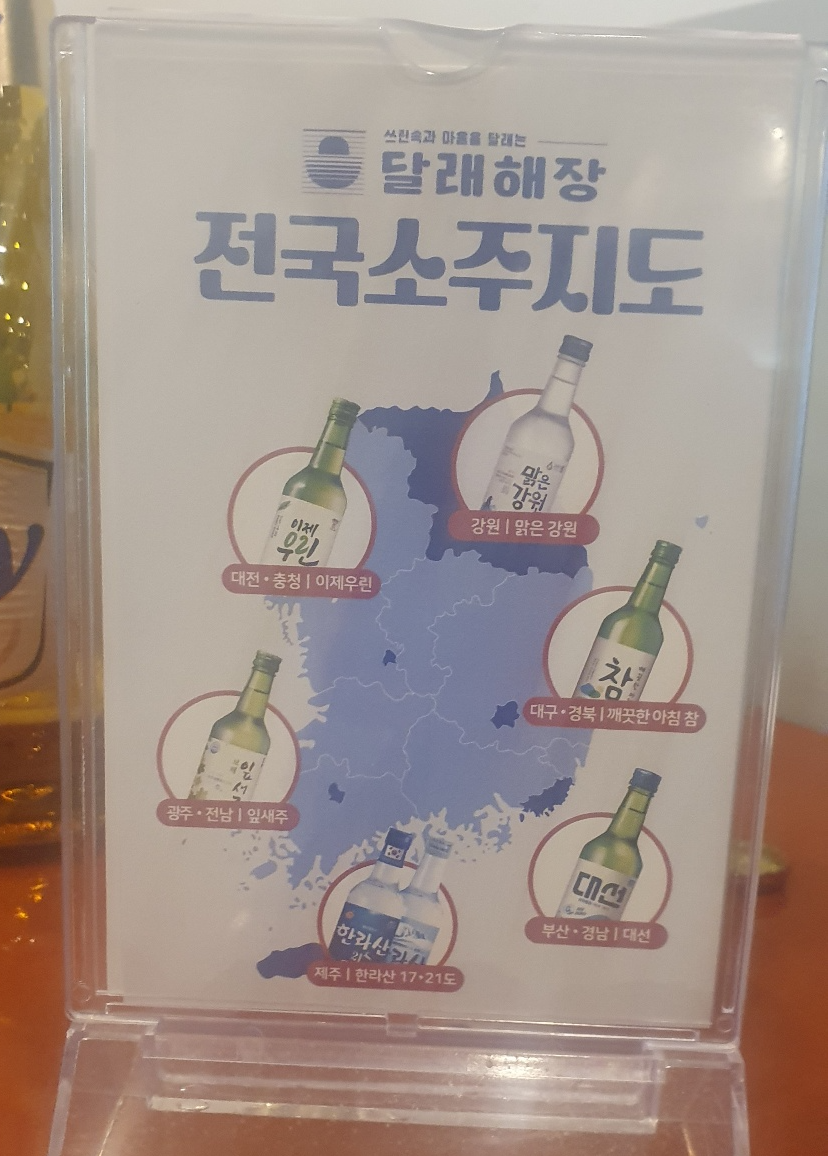 쓰린속과 마음을 달래는
달래해장
전국소주지도
맑은
강원
강원 | 맑은 강원
이제
우린
대전 • 충청 | 이제우린
참
대구 • 경북 | 깨끗한 아침 참
잎
광주 • 전남 | 잎새주
대선
부산 • 경남 | 대선
한라산
21
라산
제주 | 한라산 17•21도